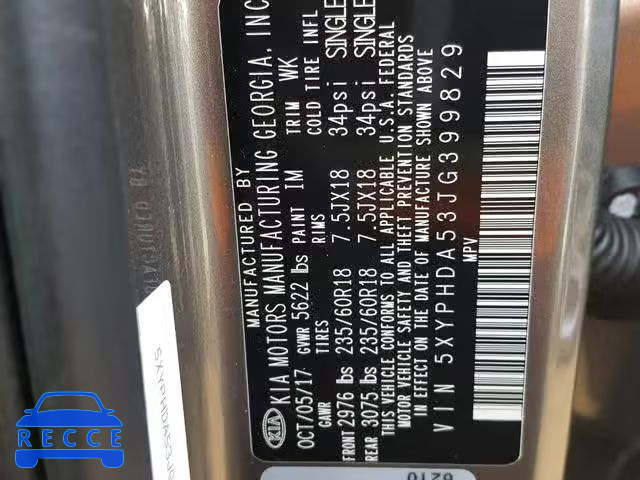 MANUFACTURED BY
KIA MOTORS MANUFACTURING GEORGIA, INC
KIA
OCT/05/17 GVWR 5622 lbs PAINT IM TRIM WK
GAWR TIRES RIMS COLD TIRE INFL
FRONT 2976 lbs 235/60R18 7.5JX18 34psi SINGLE
REAR 3075 lbs 235/60R18 7.5JX18 34psi SINGLE
THIS VEHICLE CONFORMS TO ALL APPLICABLE U.S.A. FEDERAL
MOTOR VEHICLE SAFETY AND THEFT PREVENTION STANDARDS
IN EFFECT ON THE DATE OF MANUFACTURE SHOWN ABOVE
VIN 5XYPHDA53JG399829
MPV
6210
RECCE